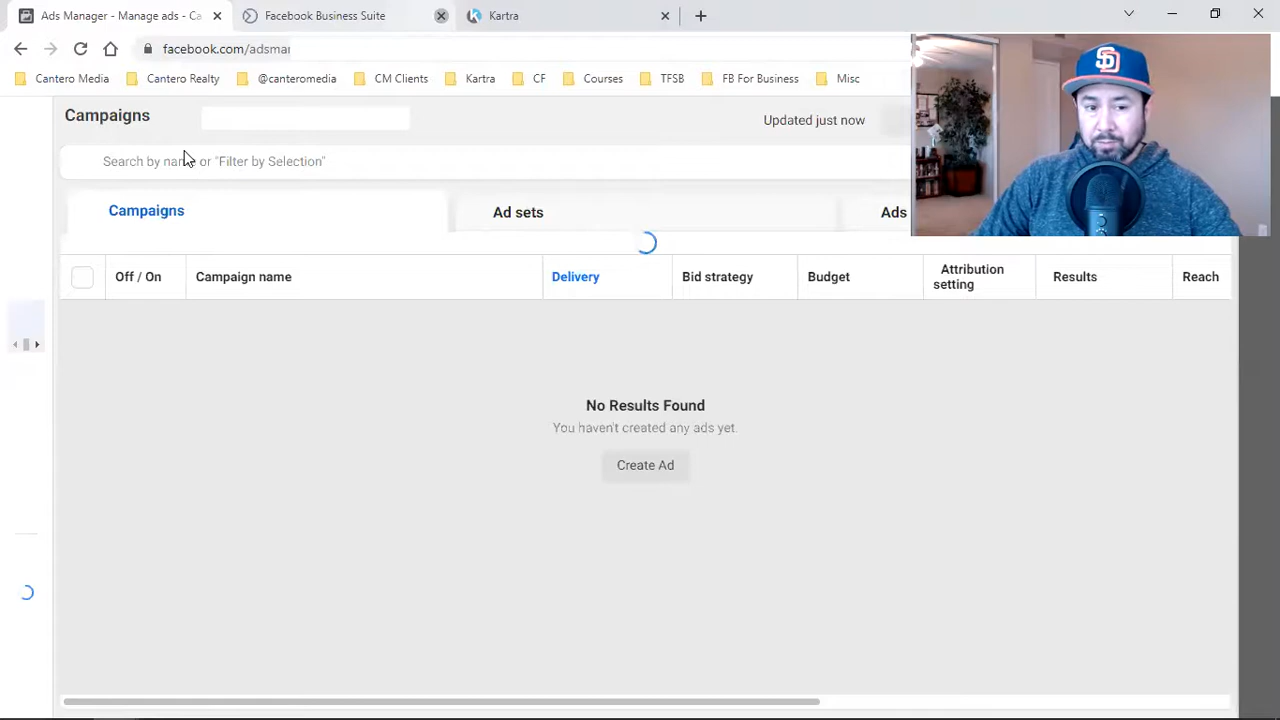 Ads Manager - Manage ads - Ca
Facebook Business Suite
Kartra
facebook.com/adsmar
Cantero Media
Cantero Realty
@canteromedia
CM Clients
Kartra
CF
Courses
TFSB
FB For Business
Misc
Campaigns
Updated just now
Search by name or "Filter by Selection"
Campaigns
Ad sets
Ads
Off / On
Campaign name
Delivery
Bid strategy
Budget
Attribution
setting
Results
Reach
No Results Found
You haven't created any ads yet.
Create Ad
SD